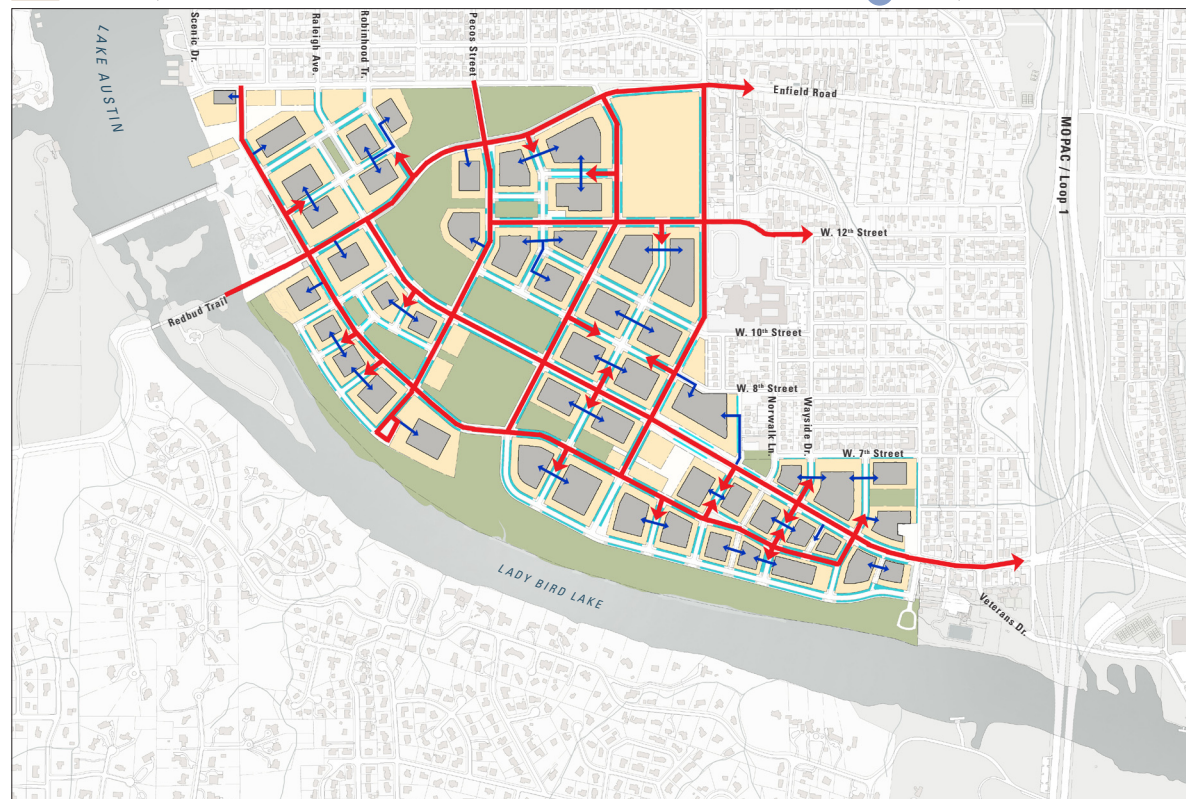 Scenic Dr.
Raleigh Ave.
Robinhood Tr.
Pecos Street
LAKE AUSTIN
Enfield Road
MOPAC / Loop 1
W. 12th Street
Redbud Trail
W. 10th Street
W. 8th Street
Norwalk Ln.
Wayside Dr.
W. 7th Street
LADY BIRD LAKE
Veterans Dr.